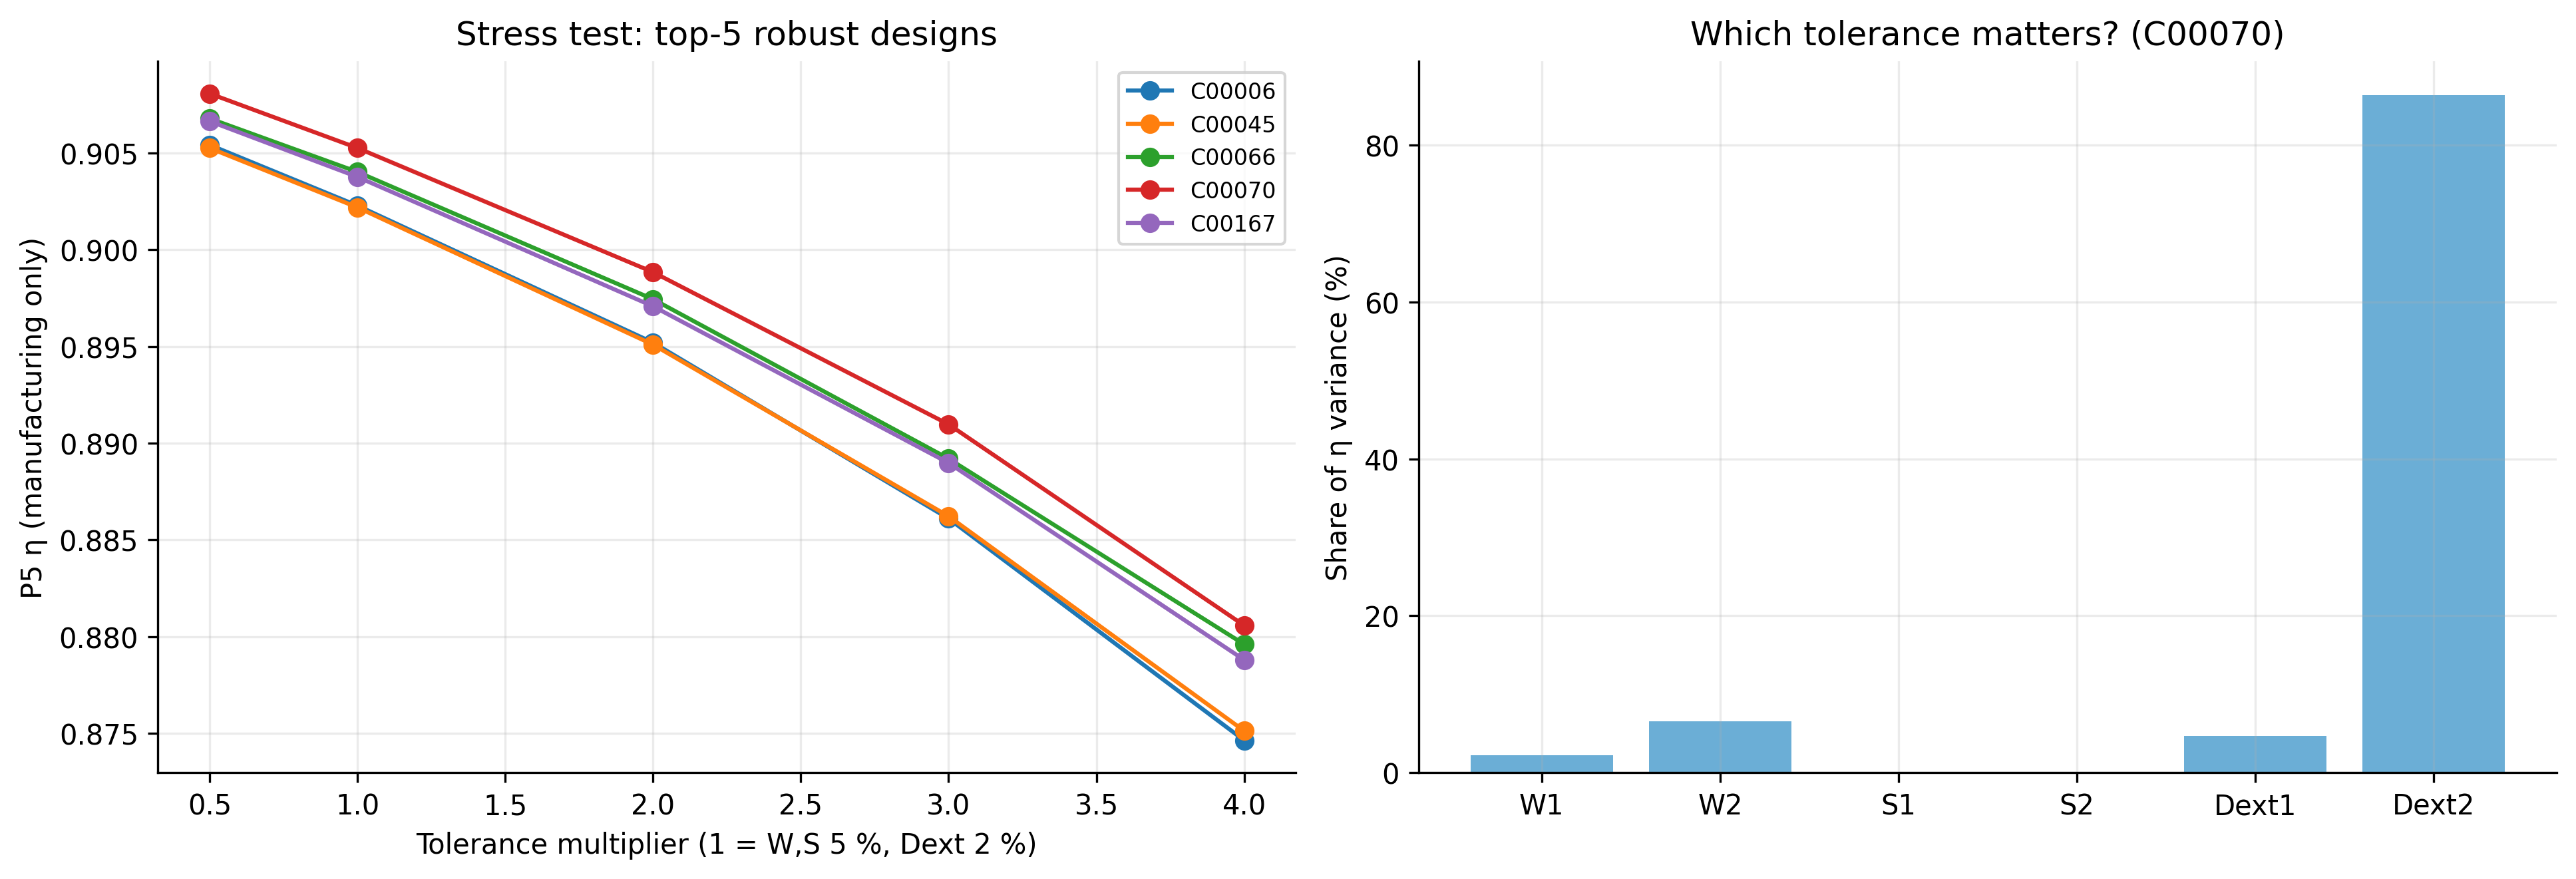 Stress test: top-5 robust designs
P5 η (manufacturing only)
0.905
0.900
0.895
0.890
0.885
0.880
0.875
0.5
1.0
1.5
2.0
2.5
3.0
3.5
4.0
Tolerance multiplier (1 = W,S 5 %, Dext 2 %)
C00006
C00045
C00066
C00070
C00167
Which tolerance matters? (C00070)
Share of η variance (%)
80
60
40
20
0
W1
W2
S1
S2
Dext1
Dext2